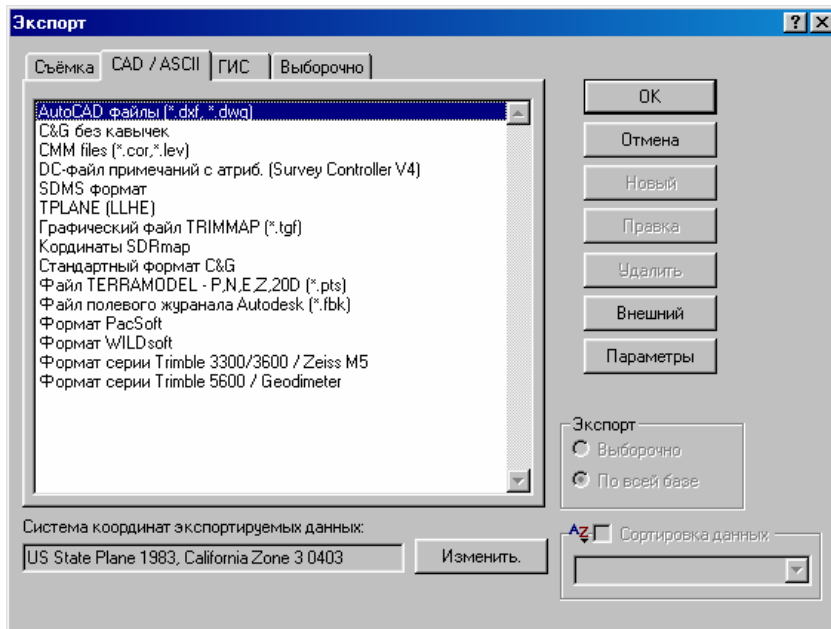 Экспорт
Съёмка CAD / ASCII ГИС Выборочно
AutoCAD файлы (*.dxf, *.dwg)
C&G без кавычек
CMM files (*.cor,*.lev)
DC-файл примечаний с атриб. (Survey Controller V4)
SDMS формат
TPLANE (LLHE)
Графический файл TRIMMAP (*.tgf)
Кординаты SDRmap
Стандартный формат C&G
Файл TERRAMODEL - P,N,E,Z,20D (*.pts)
Файл полевого журанала Autodesk (*.fbk)
Формат PacSoft
Формат WILDsoft
Формат серии Trimble 3300/3600 / Zeiss M5
Формат серии Trimble 5600 / Geodimeter
OK
Отмена
Новый
Правка
Удалить
Внешний
Параметры
Экспорт
Выборочно
По всей базе
Система координат экспортируемых данных:
US State Plane 1983, California Zone 3 0403
Изменить.
AZ Сортировка данных